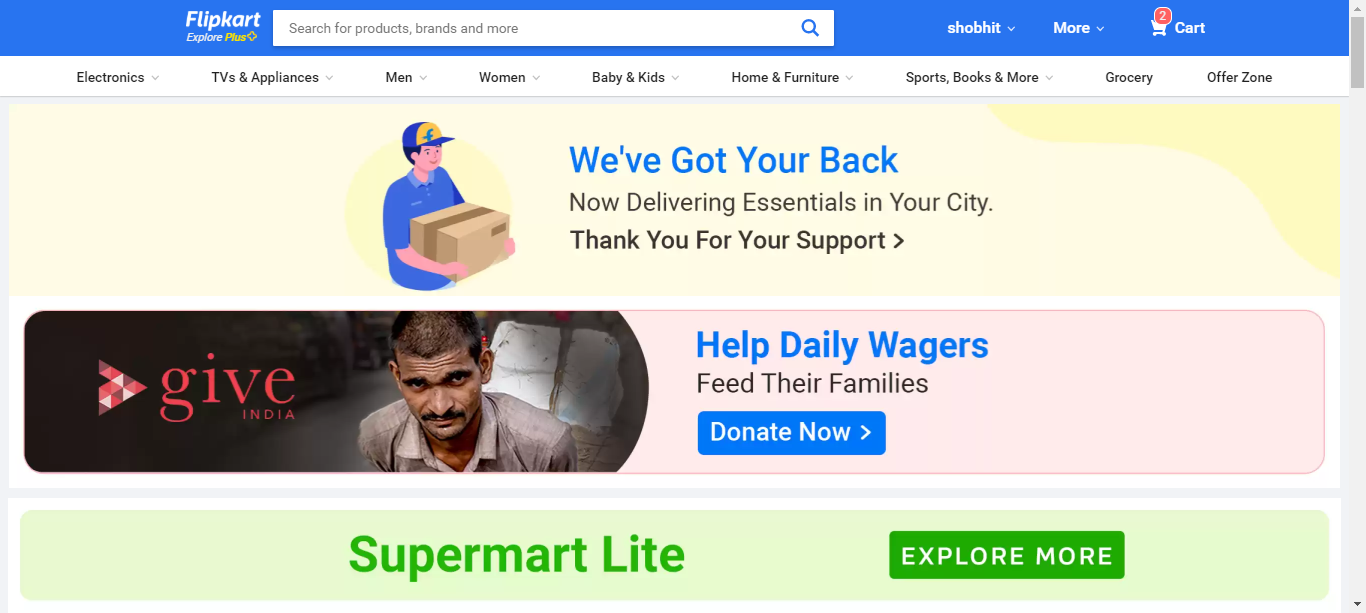 Flipkart
Explore Plus
Search for products, brands and more
shobhit
More
2
Cart
Electronics
TVs & Appliances
Men
Women
Baby & Kids
Home & Furniture
Sports, Books & More
Grocery
Offer Zone
We've Got Your Back
Now Delivering Essentials in Your City.
Thank You For Your Support >
give
INDIA
Help Daily Wagers
Feed Their Families
Donate Now >
Supermart Lite
EXPLORE MORE